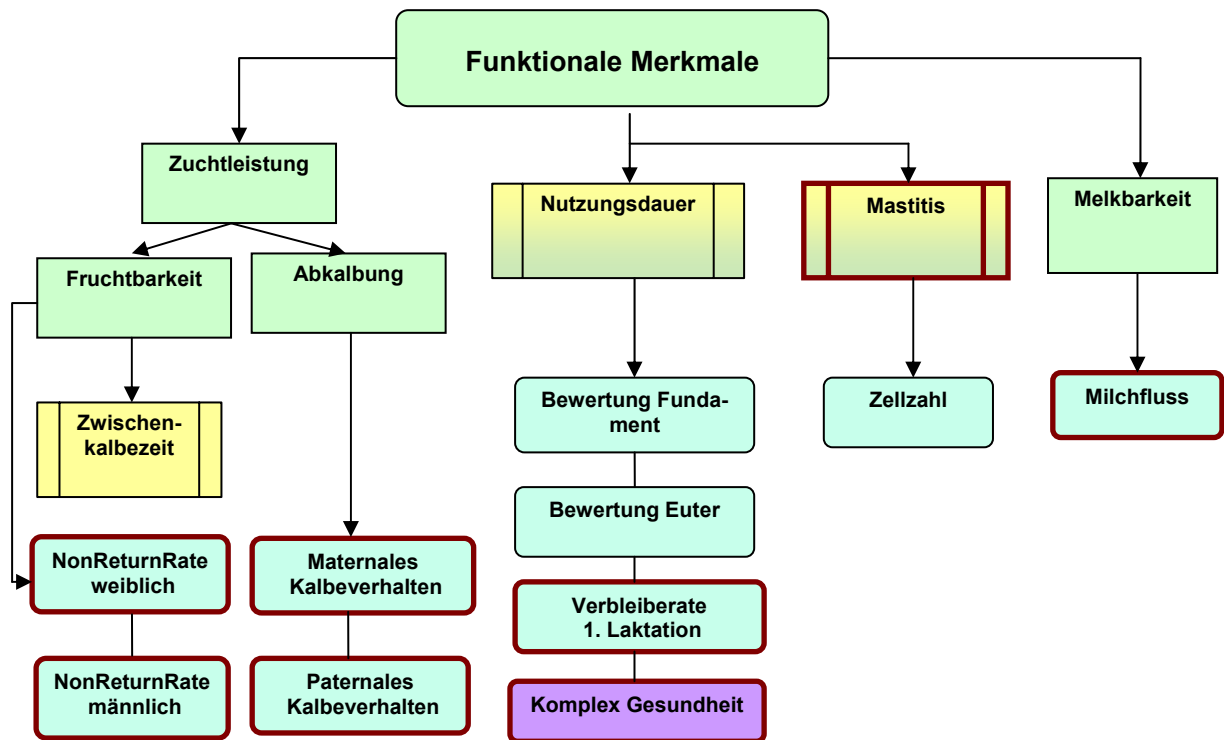 Funktionale Merkmale
Zuchtleistung
Nutzungsdauer
Mastitis
Melkbarkeit
Fruchtbarkeit
Abkalbung
Zwischen-
kalbezeit
Bewertung Funda-
ment
Zellzahl
Milchfluss
Bewertung Euter
NonReturnRate
weiblich
Maternales
Kalbeverhalten
Verbleiberate
1. Laktation
NonReturnRate
männlich
Paternales
Kalbeverhalten
Komplex Gesundheit